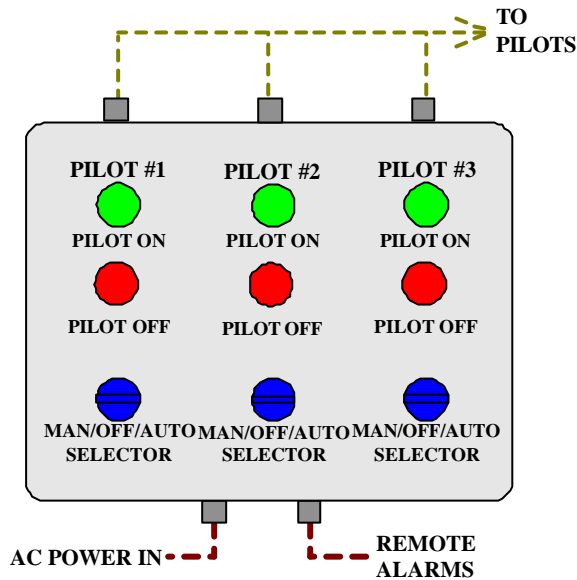 TO
PILOTS
PILOT #1
PILOT #2
PILOT #3
PILOT ON
PILOT ON
PILOT ON
PILOT OFF
PILOT OFF
PILOT OFF
MAN/OFF/AUTO
SELECTOR
MAN/OFF/AUTO
SELECTOR
MAN/OFF/AUTO
SELECTOR
AC POWER IN
REMOTE
ALARMS